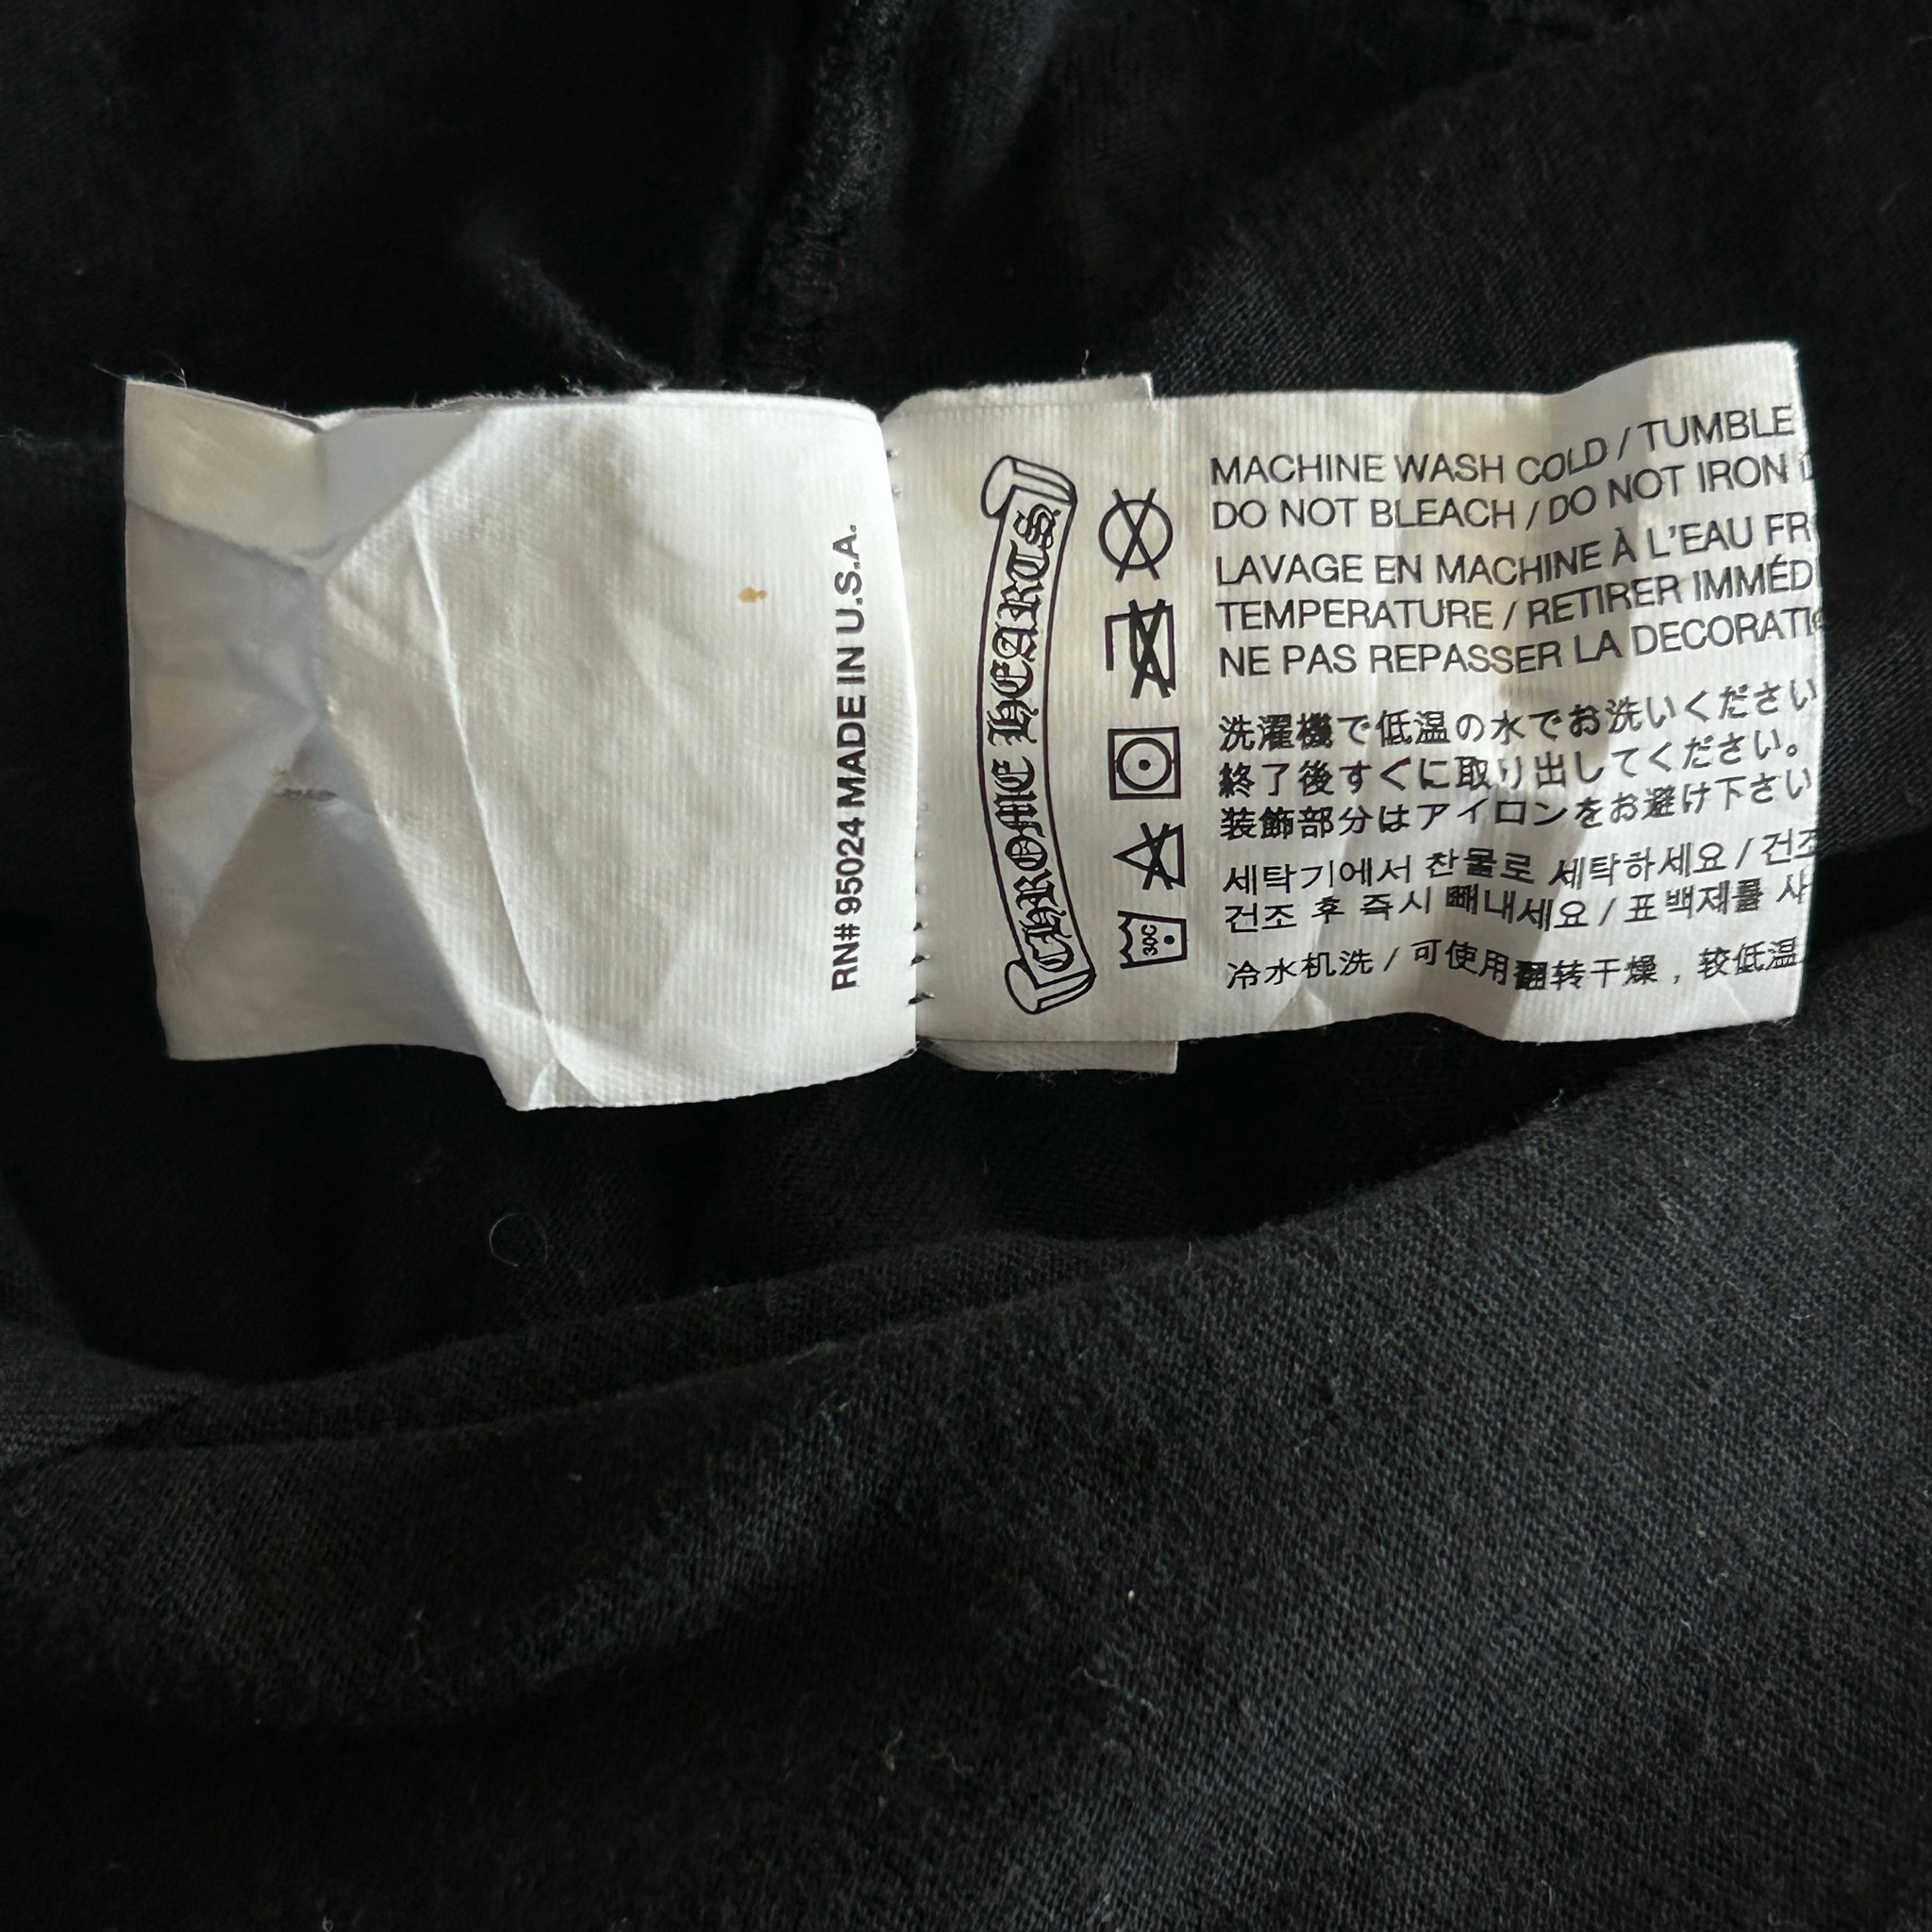 RN# 95024 MADE IN U.S.A.
CHROME HEARTS
30C
MACHINE WASH COLD / TUMBLE
DO NOT BLEACH / DO NOT IRON
LAVAGE EN MACHINE À L'EAU FR
TEMPERATURE / RETIRER IMMÉD
NE PAS REPASSER LA DECORATI
洗濯機で低温の水でお洗いください
終了後すぐに取り出してください。
装飾部分はアイロンをお避け下さい
세탁기에서 찬물로 세탁하세요 / 건조
건조 후 즉시 빼내세요 / 표백제를 사
冷水机洗 / 可使用翻转干燥，较低温